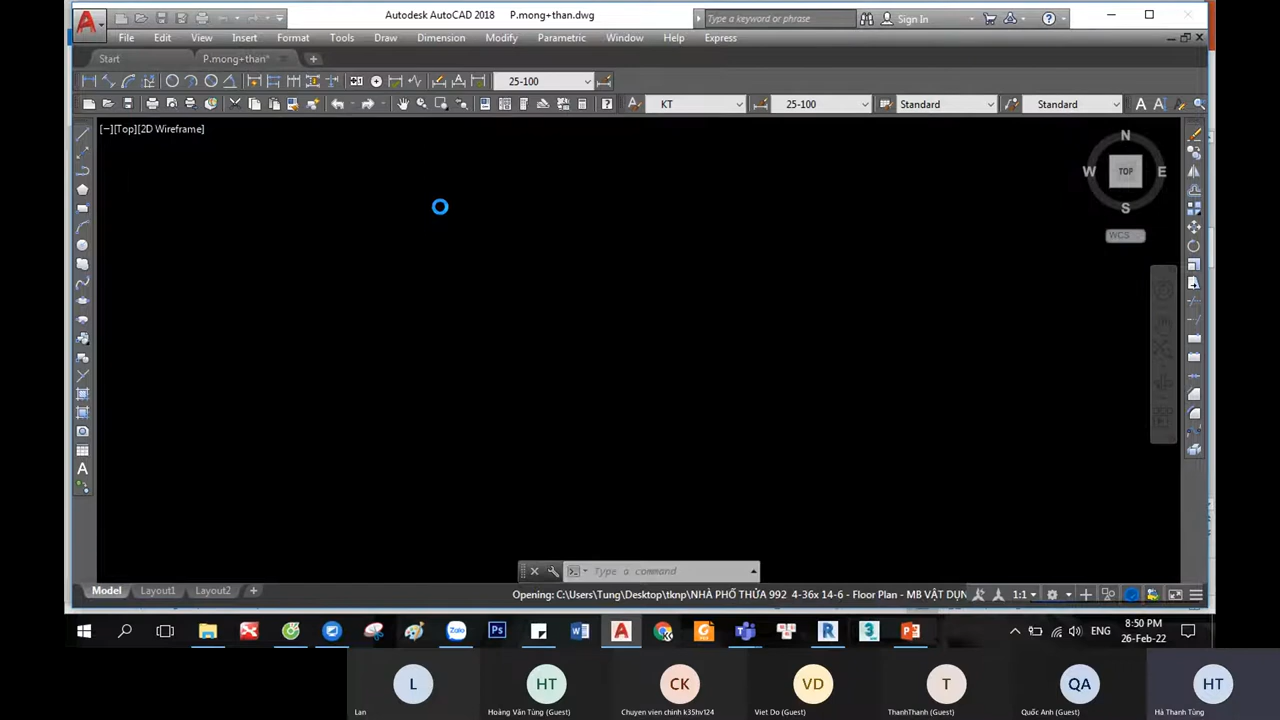 Autodesk AutoCAD 2018 P.mong+than.dwg
Type a keyword or phrase
Sign In
File Edit View Insert Format Tools Draw Dimension Modify Parametric Window Help Express
Start P.mong+than*
25-100
KT 25-100 Standard Standard
[−][Top][2D Wireframe]
N
W TOP E
S
WCS
Type a command
Model Layout1 Layout2
Opening: C:\Users\Tung\Desktop\tknp\NHÀ PHỐ THỬA 992 4-36x 14-6 - Floor Plan - MB VẬT DỤN
1:1
ENG
8:50 PM
26-Feb-22
L HT CK VD T QA HT
Lan Hoàng Văn Tùng (Guest) Chuyen vien chinh k35hv124 Viet Do (Guest) ThanhThanh (Guest) Quốc Anh (Guest) Hà Thanh Tùng